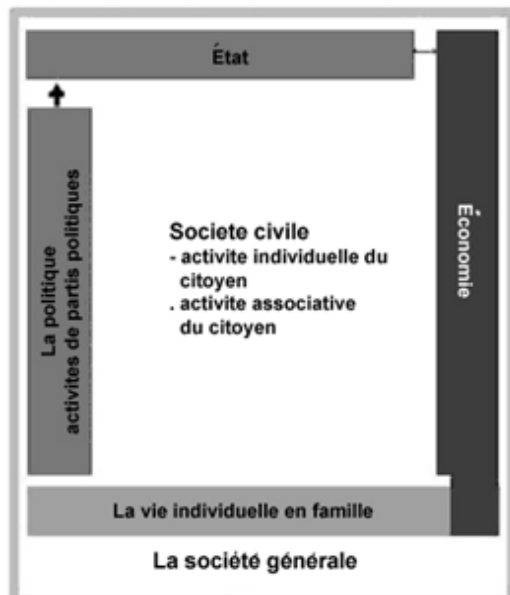 État
La politique
activites de partis politiques
Societe civile
- activite individuelle du
citoyen
. activite associative
du citoyen
Économie
La vie individuelle en famille
La société générale